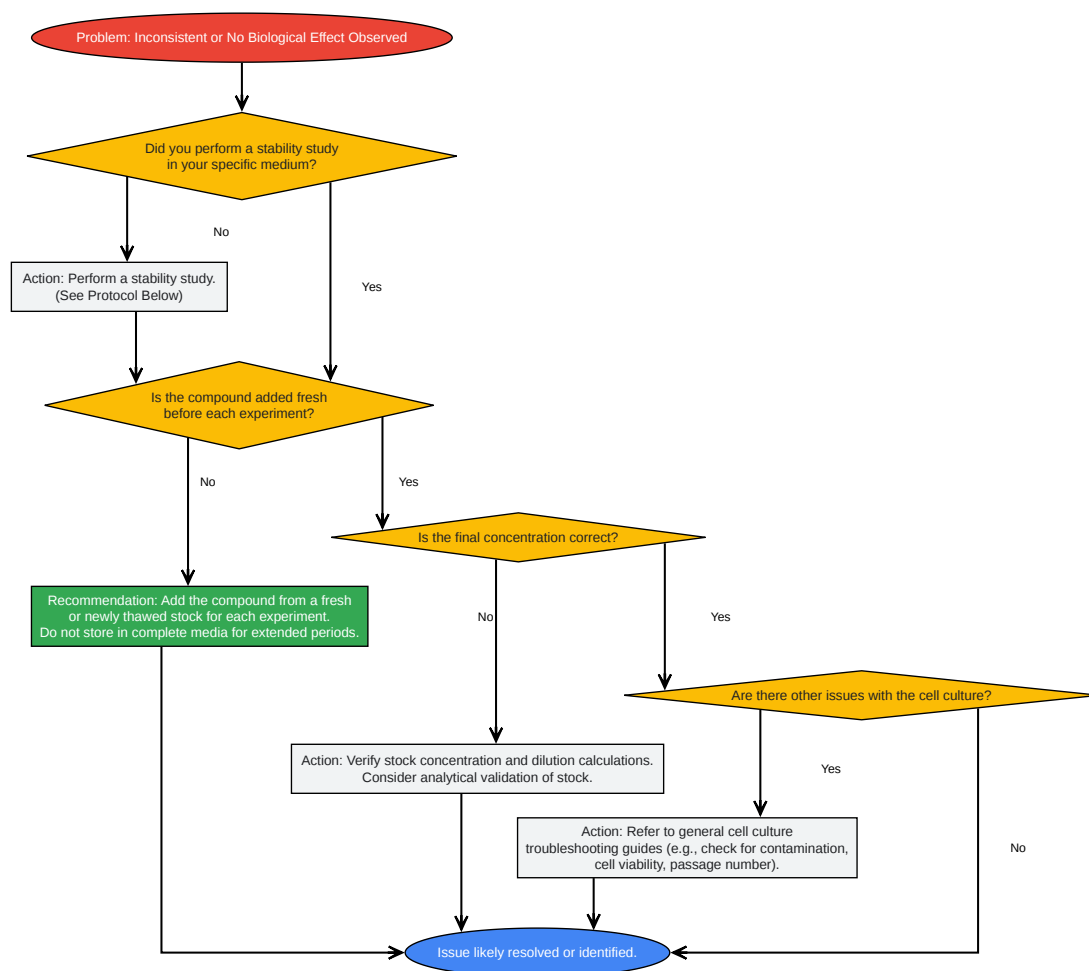 Problem: Inconsistent or No Biological Effect Observed
Did you perform a stability study
in your specific medium?
No
Action: Perform a stability study.
(See Protocol Below)
Yes
Is the compound added fresh
before each experiment?
No
Yes
Is the final concentration correct?
Recommendation: Add the compound from a fresh
or newly thawed stock for each experiment.
Do not store in complete media for extended periods.
No
Yes
Are there other issues with the cell culture?
Action: Verify stock concentration and dilution calculations.
Consider analytical validation of stock.
Yes
Action: Refer to general cell culture
troubleshooting guides (e.g., check for contamination,
cell viability, passage number).
No
Issue likely resolved or identified.